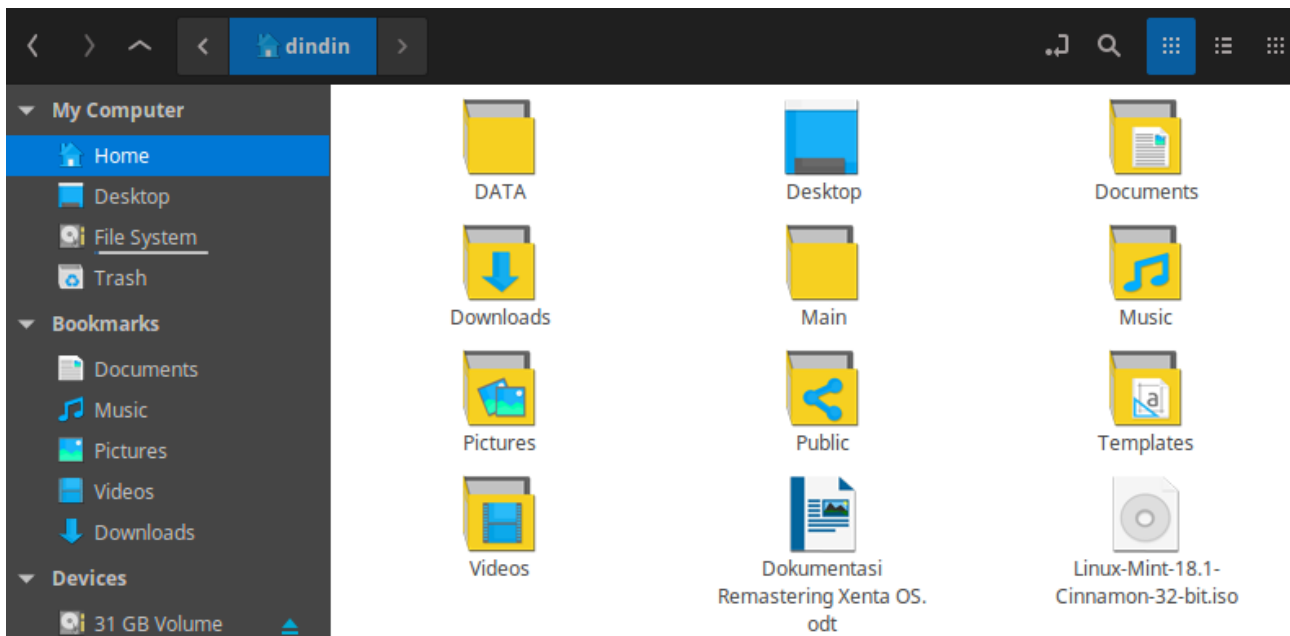 dindin
My Computer
Home
Desktop
File System
Trash
Bookmarks
Documents
Music
Pictures
Videos
Downloads
Devices
31 GB Volume
DATA
Desktop
Documents
Downloads
Main
Music
Pictures
Public
Templates
Videos
Dokumentasi
Remastering Xenta OS.
odt
Linux-Mint-18.1-
Cinnamon-32-bit.iso